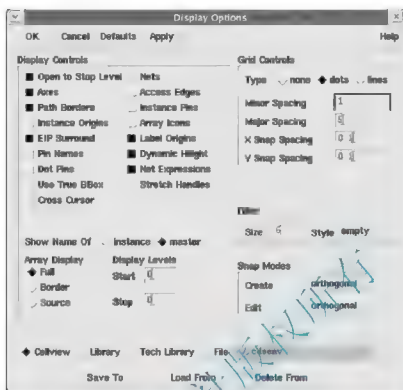 Display Options
OK Cancel Defaults Apply Help
Display Controls
Open to Stop Level Nets
Axes Access Edges
Path Borders Instance Pins
Instance Origins Array Icons
EIP Surround Label Origins
Pin Names Dynamic Hilight
Dot Pins Net Expressions
Use True BBox Stretch Handles
Cross Cursor
Show Name Of instance master
Array Display Display Levels
Full Start 0
Border
Source Stop 0
Grid Controls
Type none dots lines
Minor Spacing 1
Major Spacing 5
X Snap Spacing 0
Y Snap Spacing 0
Filter
Size 6 Style empty
Snap Modes
Create orthogonal
Edit orthogonal
Cellview Library Tech Library File
Save To Load From Delete From